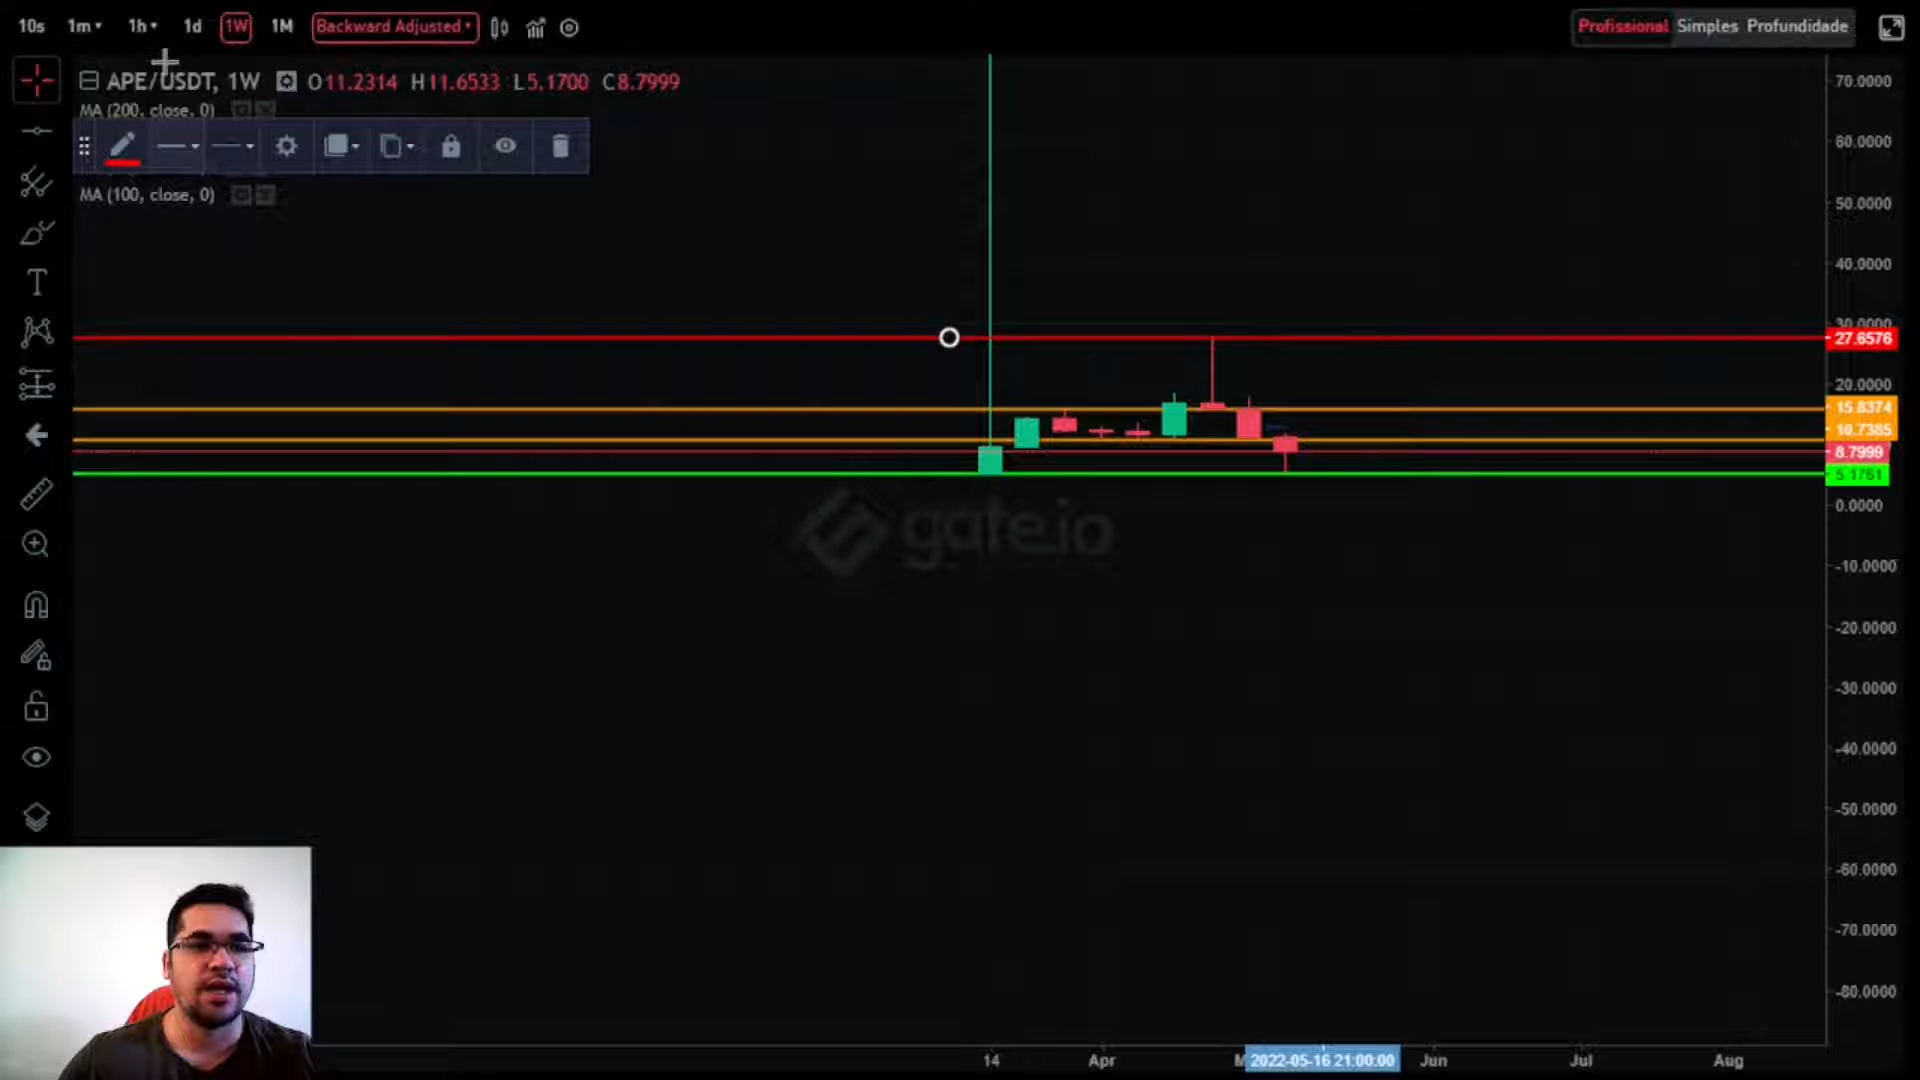 10s 1m 1h 1d 1W 1M Backward Adjusted
Profissional Simples Profundidade
APE/USDT, 1W O11.2314 H11.6533 L5.1700 C8.7999
MA (200, close, 0)
MA (100, close, 0)
70.0000
60.0000
50.0000
40.0000
30.0000
27.6576
20.0000
15.8374
10.7385
8.7999
5.1761
0.0000
-10.0000
-20.0000
-30.0000
-40.0000
-50.0000
-60.0000
-70.0000
-80.0000
gate.io
14 Apr 2022-05-16 21:00:00 Jun Jul Aug